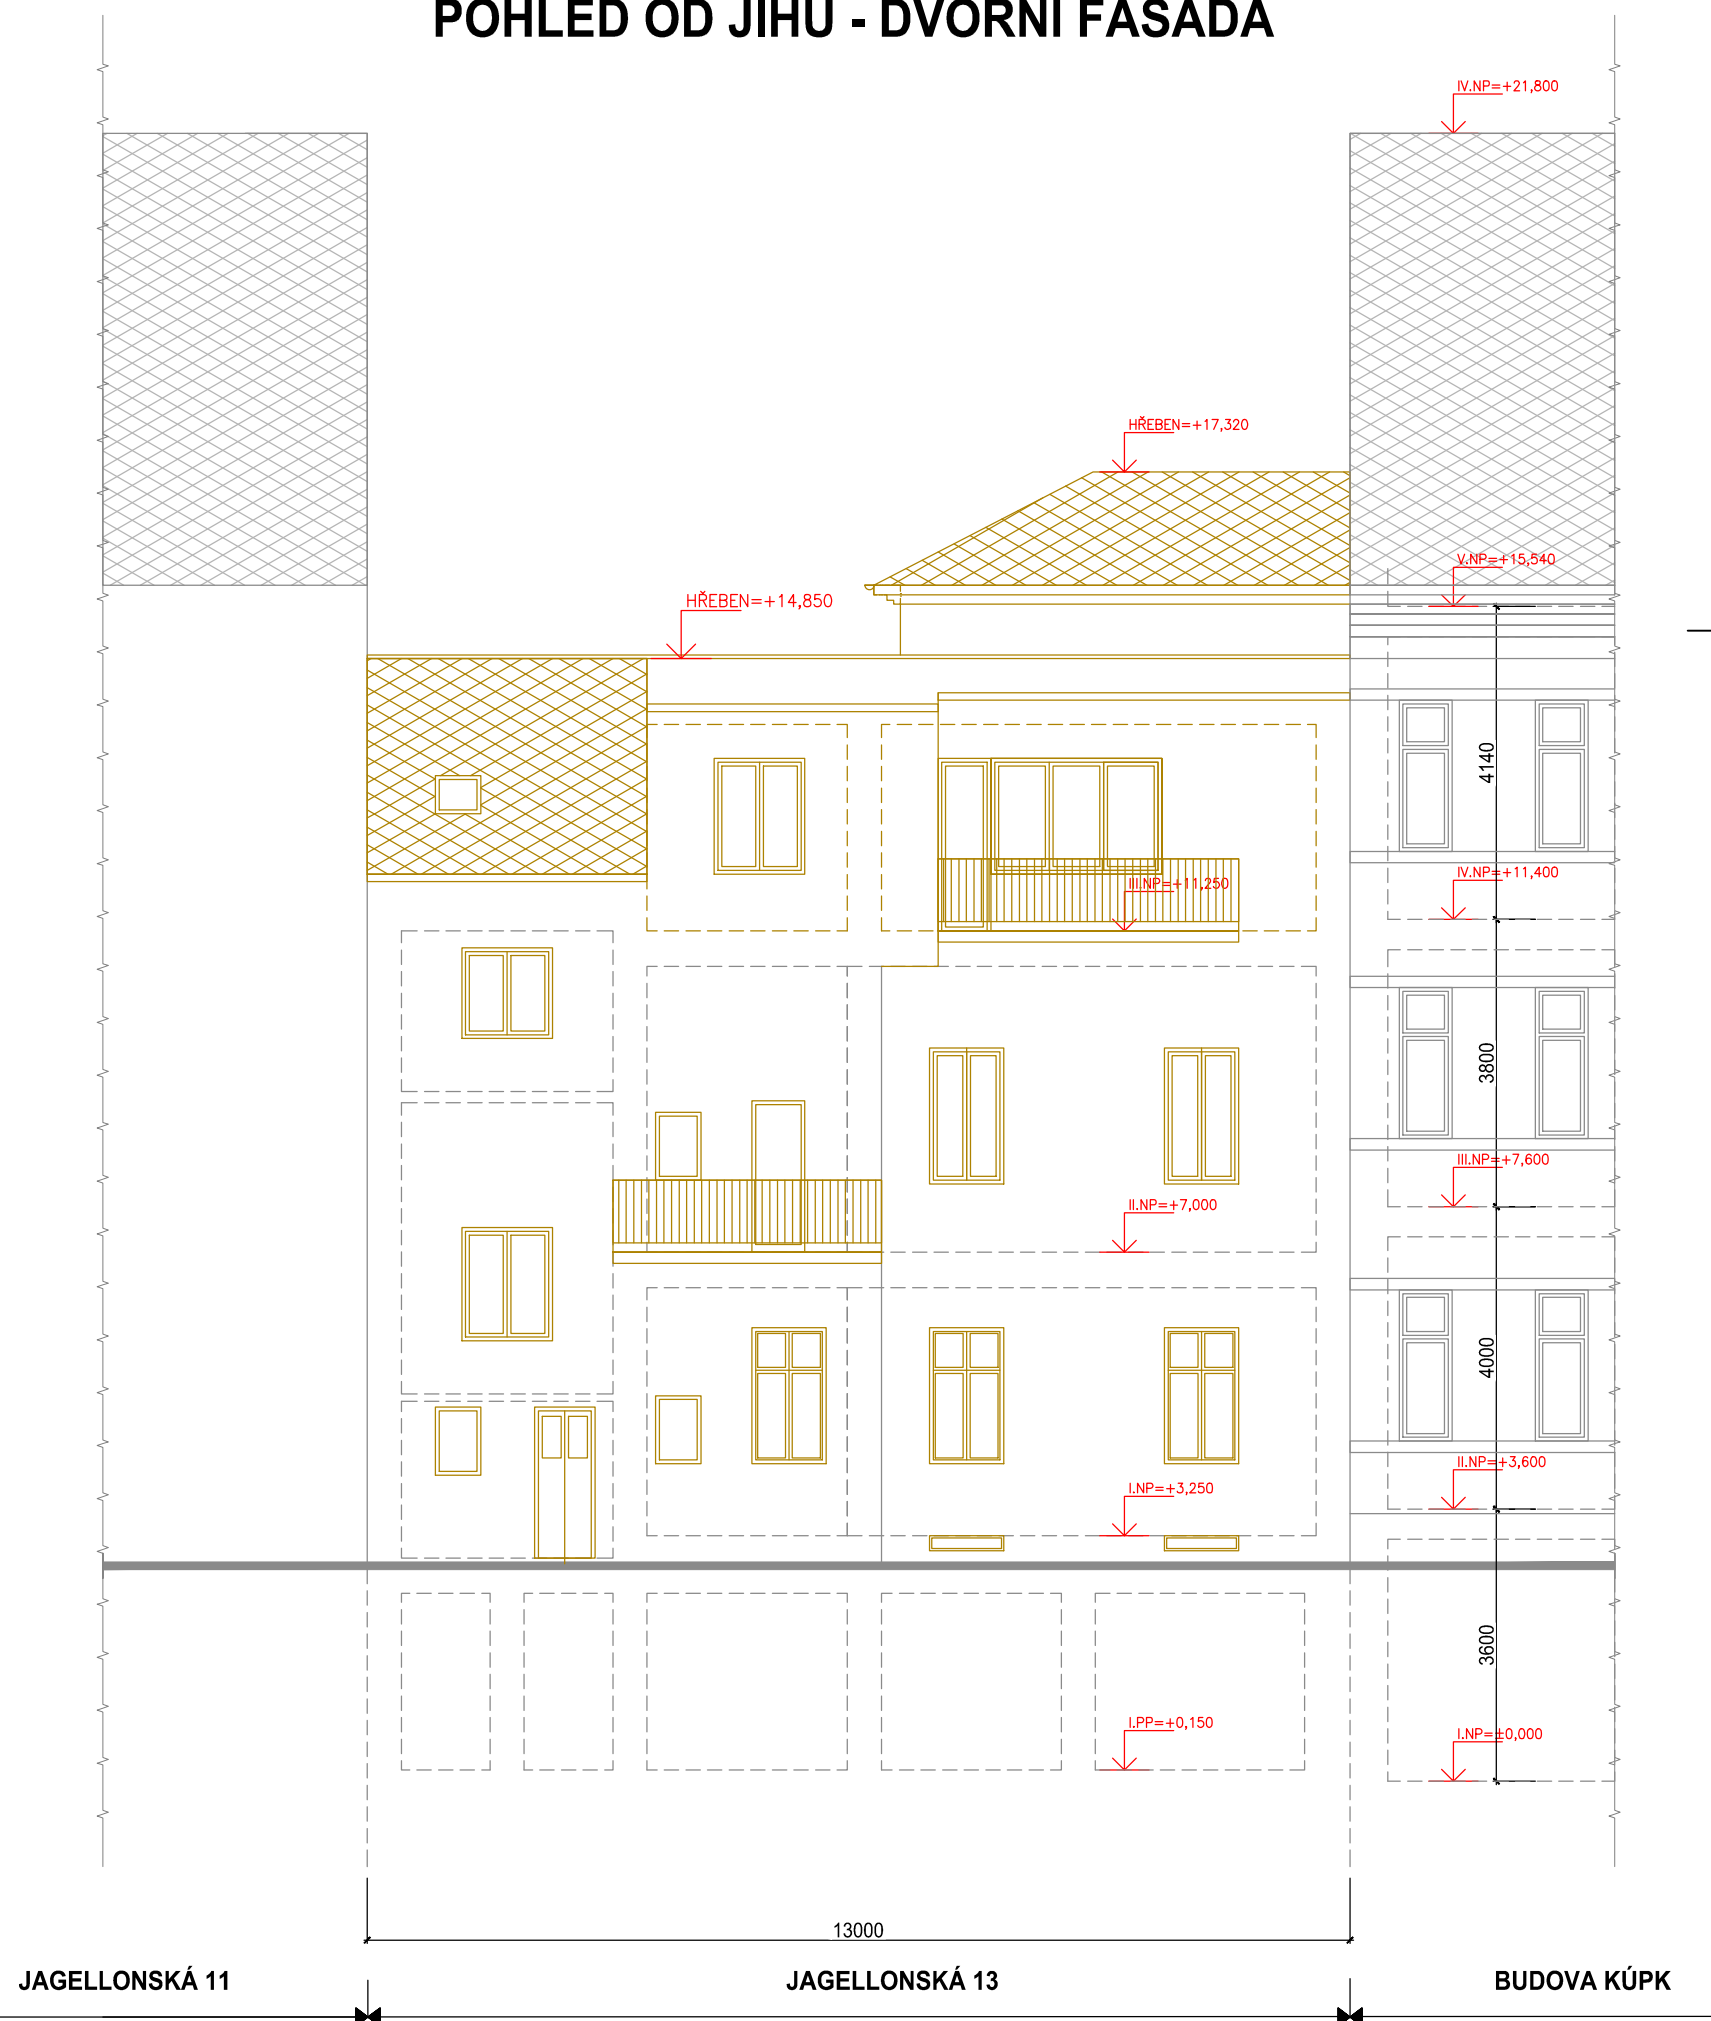 POHLED OD JIHU - DVORNÍ FASÁDA
IV.NP=+21,800
HŘEBEN=+17,320
V.NP=+15,540
HŘEBEN=+14,850
4140
IV.NP=+11,400
III.NP=+11,250
3800
III.NP=+7,600
II.NP=+7,000
4000
II.NP=+3,600
I.NP=+3,250
3600
I.PP=+0,150
I.NP=±0,000
13000
JAGELLONSKÁ 11
JAGELLONSKÁ 13
BUDOVA KÚPK